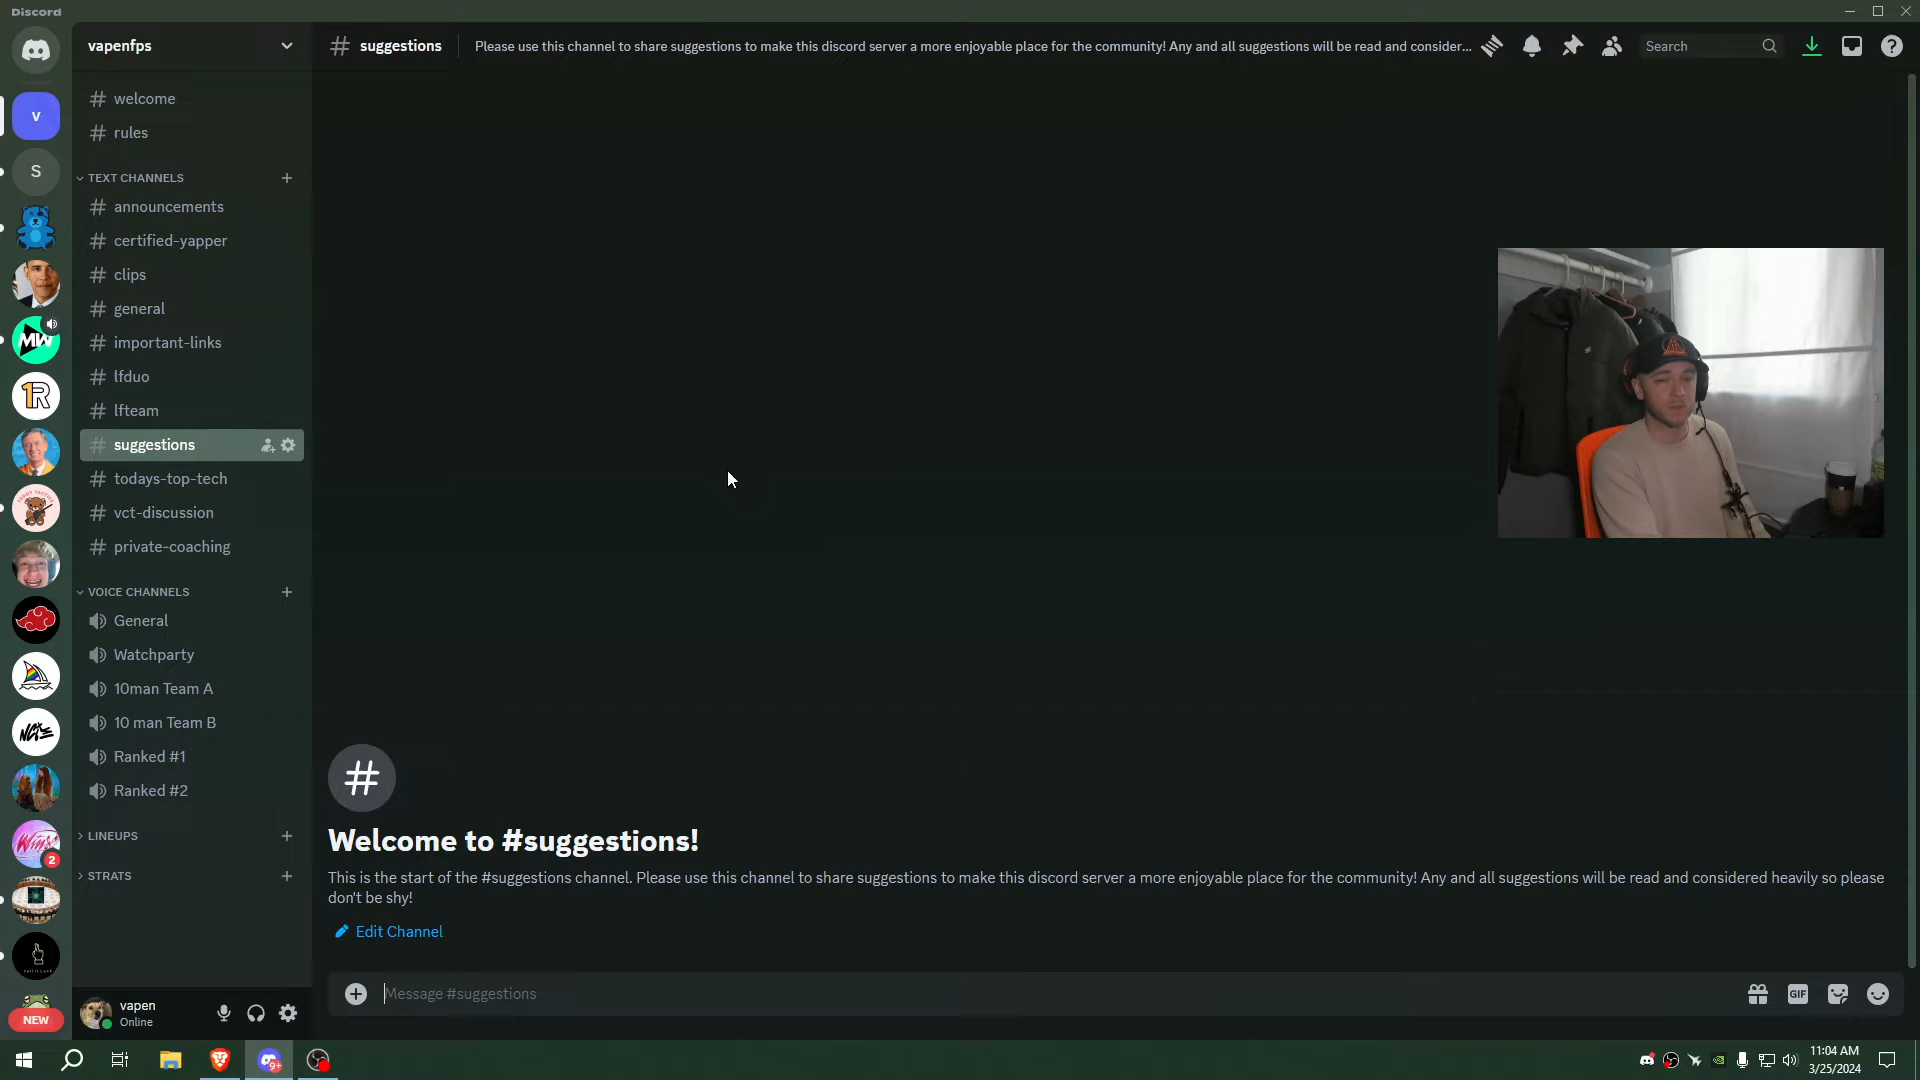 Discord
vapenfps
suggestions
Please use this channel to share suggestions to make this discord server a more enjoyable place for the community! Any and all suggestions will be read and consider...
Search
welcome
rules
V
S
TEXT CHANNELS
announcements
certified-yapper
clips
general
important-links
lfduo
lfteam
suggestions
todays-top-tech
vct-discussion
private-coaching
VOICE CHANNELS
General
Watchparty
10man Team A
10 man Team B
Ranked #1
Ranked #2
LINEUPS
STRATS
MW
1R
2
NEW
Welcome to #suggestions!
This is the start of the #suggestions channel. Please use this channel to share suggestions to make this discord server a more enjoyable place for the community! Any and all suggestions will be read and considered heavily so please
don't be shy!
Edit Channel
Message #suggestions
GIF
vapen
Online
9+
11:04 AM
3/25/2024